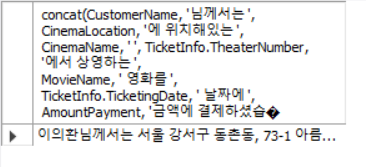 concat(CustomerName, '님께서는 ',
CinemaLocation, '에 위치해있는 ',
CinemaName, ' ', TicketInfo.TheaterNumber,
'에서 상영하는 ',
MovieName, ' 영화를 ',
TicketInfo.TicketingDate, ' 날짜에 ',
AmountPayment, '금액에 결제하셨습�
이의환님께서는 서울 강서구 동촌동, 73-1 아름...